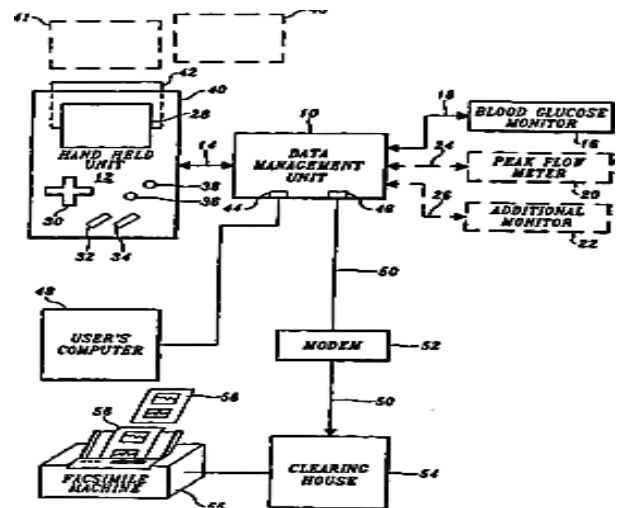 41
42
40
28
HAND HELD
UNIT
12
38
36
30
32
34
14
10
DATA
MANAGEMENT
UNIT
44
46
18
BLOOD GLUCOSE
MONITOR
16
24
PEAK FLOW
METER
20
26
ADDITIONAL
MONITOR
22
50
48
USER'S
COMPUTER
MODEM
52
50
56
56
FACSIMILE
MACHINE
55
CLEARING
HOUSE
54